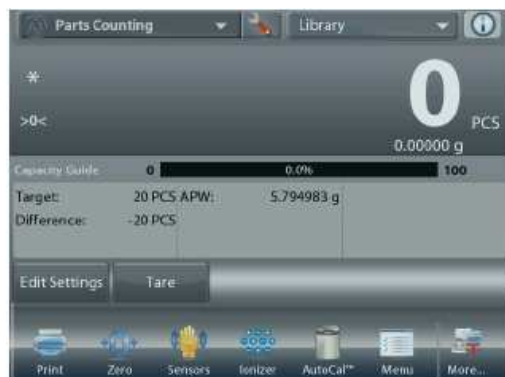 Parts Counting Library
*
>0<
0 PCS
0.00000 g
Capacity Guide 0 0.0% 100
Target: 20 PCS APW: 5.794983 g
Difference: -20 PCS
Edit Settings Tare
Print Zero Sensors Ionizer AutoCal™ Menu More...